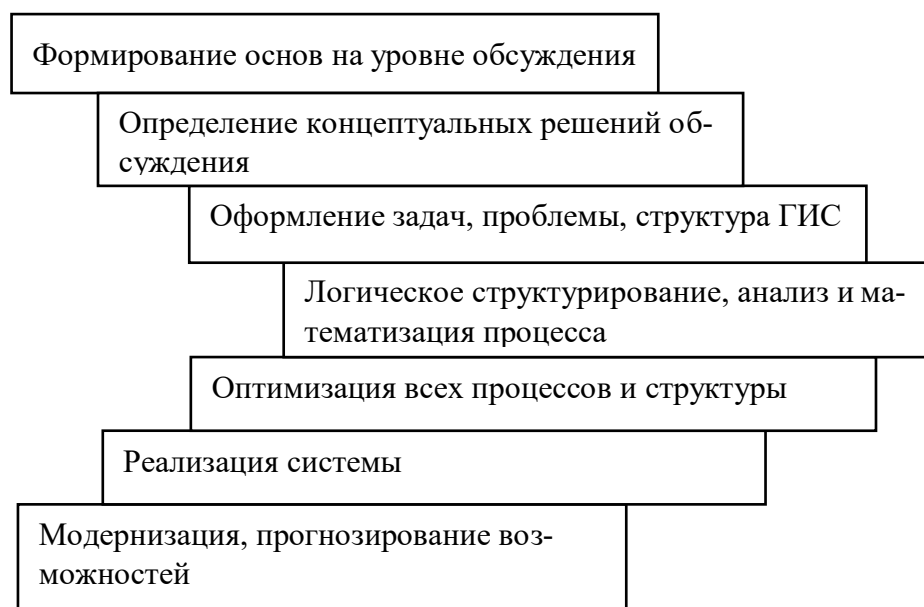 Формирование основ на уровне обсуждения
Определение концептуальных решений об-
суждения
Оформление задач, проблемы, структура ГИС
Логическое структурирование, анализ и ма-
тематизация процесса
Оптимизация всех процессов и структуры
Реализация системы
Модернизация, прогнозирование воз-
можностей